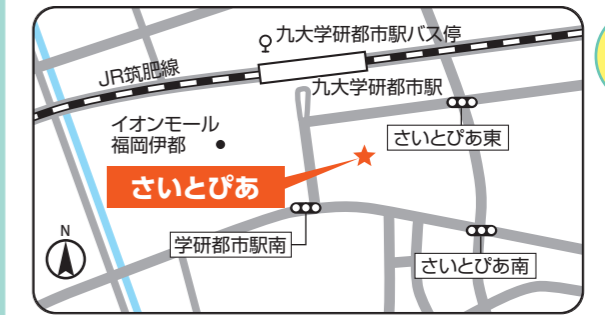 九大学研都市駅バス停
JR筑肥線
九大学研都市駅
イオンモール
福岡伊都
さいとぴあ東
さいとぴあ
N
学研都市駅南
さいとぴあ南